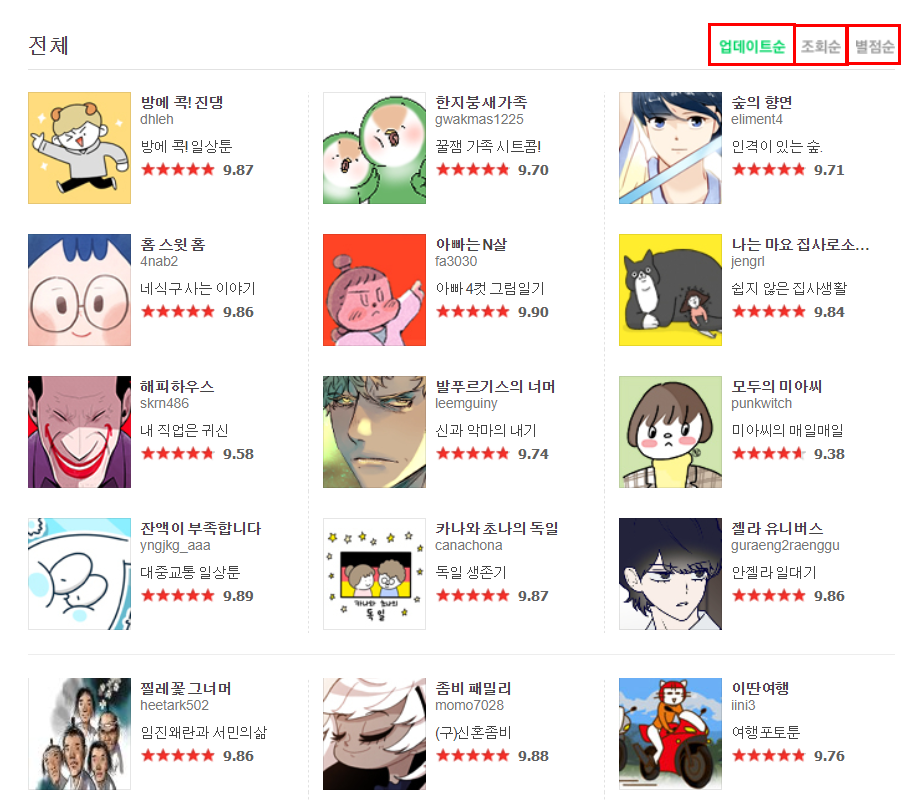 전체
업데이트순 조회순 별점순
방에 콕! 진댕
dhleh
방에 콕! 일상툰
9.87
한지붕 새가족
gwakmas1225
꿀잼 가족 시트콤!
9.70
숲의 향면
eliment4
인격이 있는 숲.
9.71
홈 스윗 홈
4nab2
네식구 사는 이야기
9.86
아빠는 N살
fa3030
아빠 4컷 그림일기
9.90
나는 마요 집사로소...
jengrl
쉽지 않은 집사생활
9.84
해피하우스
skrn486
내 직업은 귀신
9.58
발푸르기스의 너머
leemguiny
신과 악마의 내기
9.74
모두의 미아씨
punkwitch
미아씨의 매일매일
9.38
잔액이 부족합니다
yngjkg_aaa
대중교통 일상툰
9.89
카나와 초나의
독일
카나와 초나의 독일
canachona
독일 생존기
9.87
젤라 유니버스
guraeng2raenggu
안젤라 일대기
9.86
찔레꽃 그너머
heetark502
임진왜란과 서민의삶
9.86
좀비 패밀리
momo7028
(구)신혼좀비
9.88
이딴여행
iini3
여행포토툰
9.76